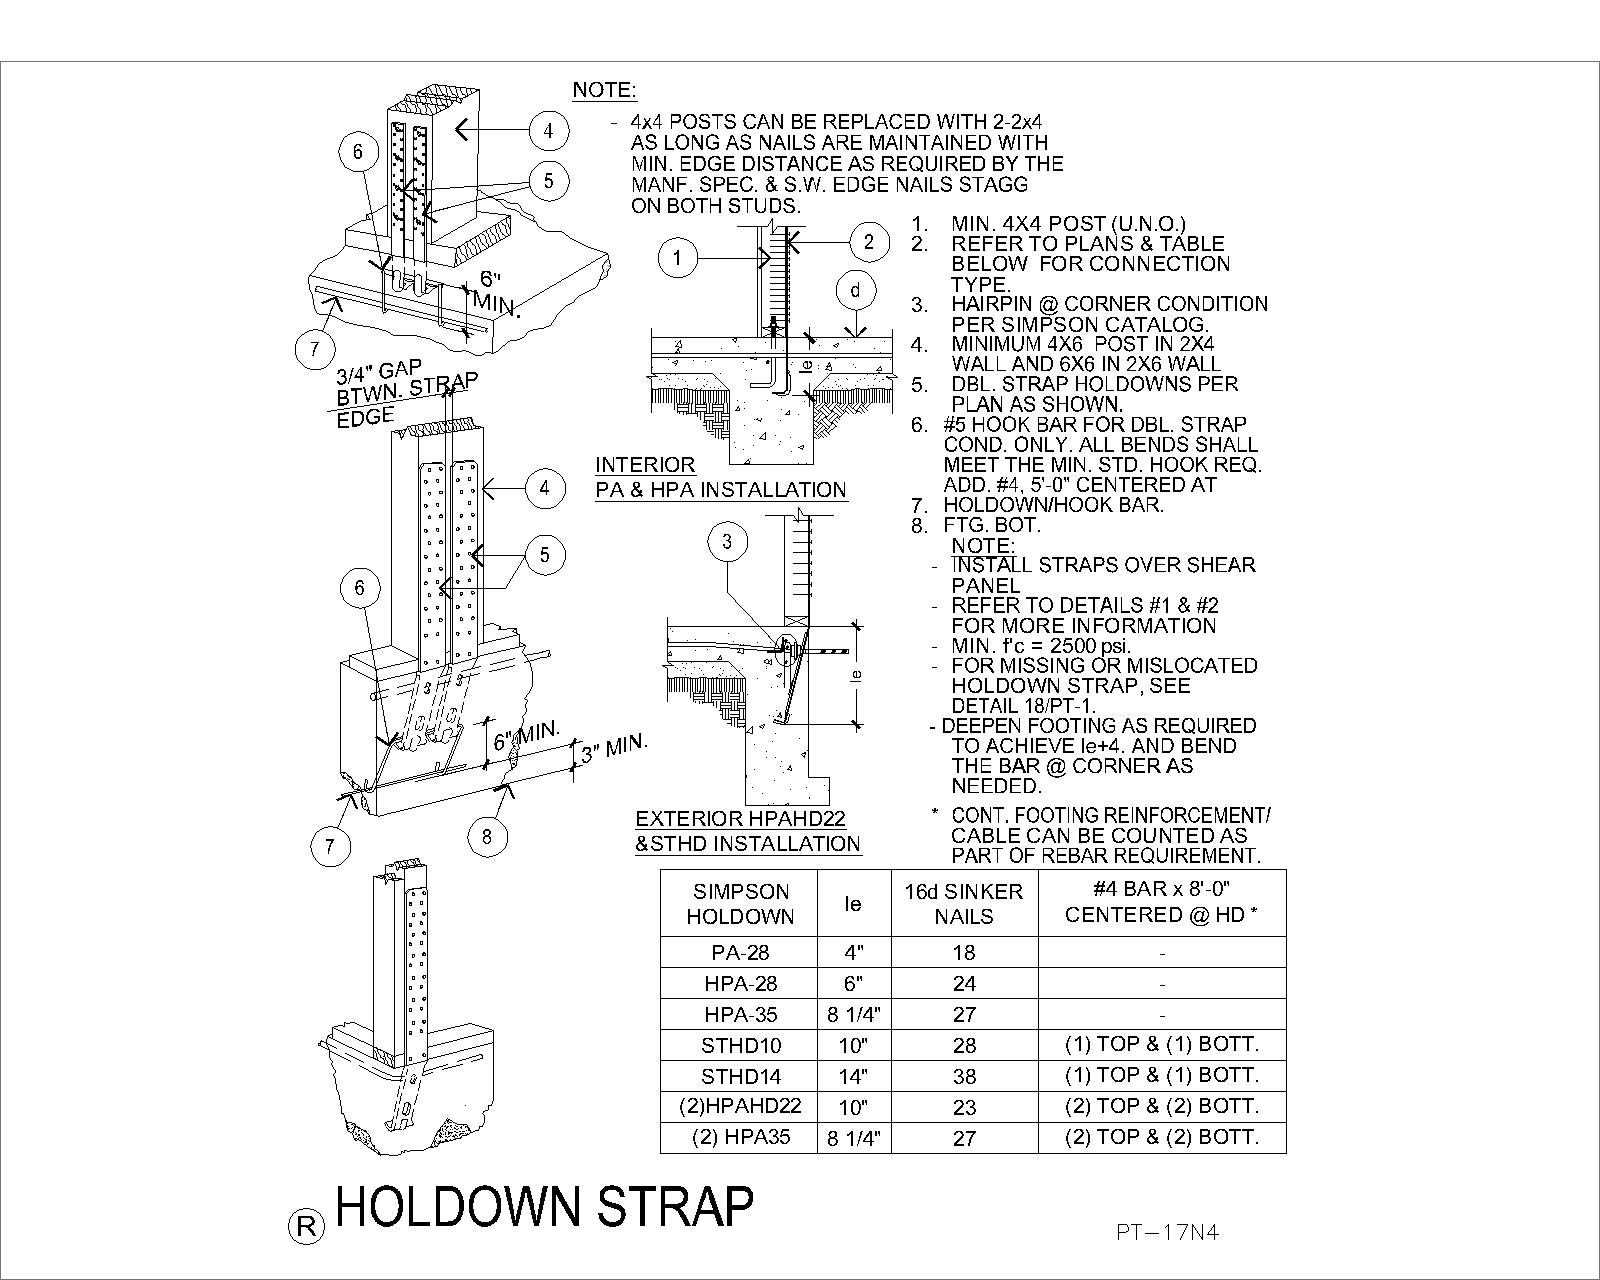 NOTE:
- 4x4 POSTS CAN BE REPLACED WITH 2-2x4
AS LONG AS NAILS ARE MAINTAINED WITH
MIN. EDGE DISTANCE AS REQUIRED BY THE
MANF. SPEC. & S.W. EDGE NAILS STAGG
ON BOTH STUDS.
4
6
5
6"
MIN.
7
3/4" GAP
BTWN. STRAP
EDGE
4
5
6
6" MIN.
3" MIN.
7
8
1
2
d
le
INTERIOR
PA & HPA INSTALLATION
3
le
EXTERIOR HPAHD22
&STHD INSTALLATION
1. MIN. 4X4 POST (U.N.O.)
2. REFER TO PLANS & TABLE
BELOW FOR CONNECTION
TYPE.
3. HAIRPIN @ CORNER CONDITION
PER SIMPSON CATALOG.
4. MINIMUM 4X6 POST IN 2X4
WALL AND 6X6 IN 2X6 WALL
5. DBL. STRAP HOLDOWNS PER
PLAN AS SHOWN.
6. #5 HOOK BAR FOR DBL. STRAP
COND. ONLY. ALL BENDS SHALL
MEET THE MIN. STD. HOOK REQ.
ADD. #4, 5'-0" CENTERED AT
7. HOLDOWN/HOOK BAR.
8. FTG. BOT.
NOTE:
- INSTALL STRAPS OVER SHEAR
PANEL
- REFER TO DETAILS #1 & #2
FOR MORE INFORMATION
- MIN. f'c = 2500 psi.
- FOR MISSING OR MISLOCATED
HOLDOWN STRAP, SEE
DETAIL 18/PT-1.
- DEEPEN FOOTING AS REQUIRED
TO ACHIEVE le+4. AND BEND
THE BAR @ CORNER AS
NEEDED.
* CONT. FOOTING REINFORCEMENT/
CABLE CAN BE COUNTED AS
PART OF REBAR REQUIREMENT.
SIMPSON HOLDOWN le 16d SINKER NAILS #4 BAR x 8'-0" CENTERED @ HD *
PA-28 4" 18 -
HPA-28 6" 24 -
HPA-35 8 1/4" 27 -
STHD10 10" 28 (1) TOP & (1) BOTT.
STHD14 14" 38 (1) TOP & (1) BOTT.
(2)HPAHD22 10" 23 (2) TOP & (2) BOTT.
(2) HPA35 8 1/4" 27 (2) TOP & (2) BOTT.
R HOLDOWN STRAP
PT-17N4